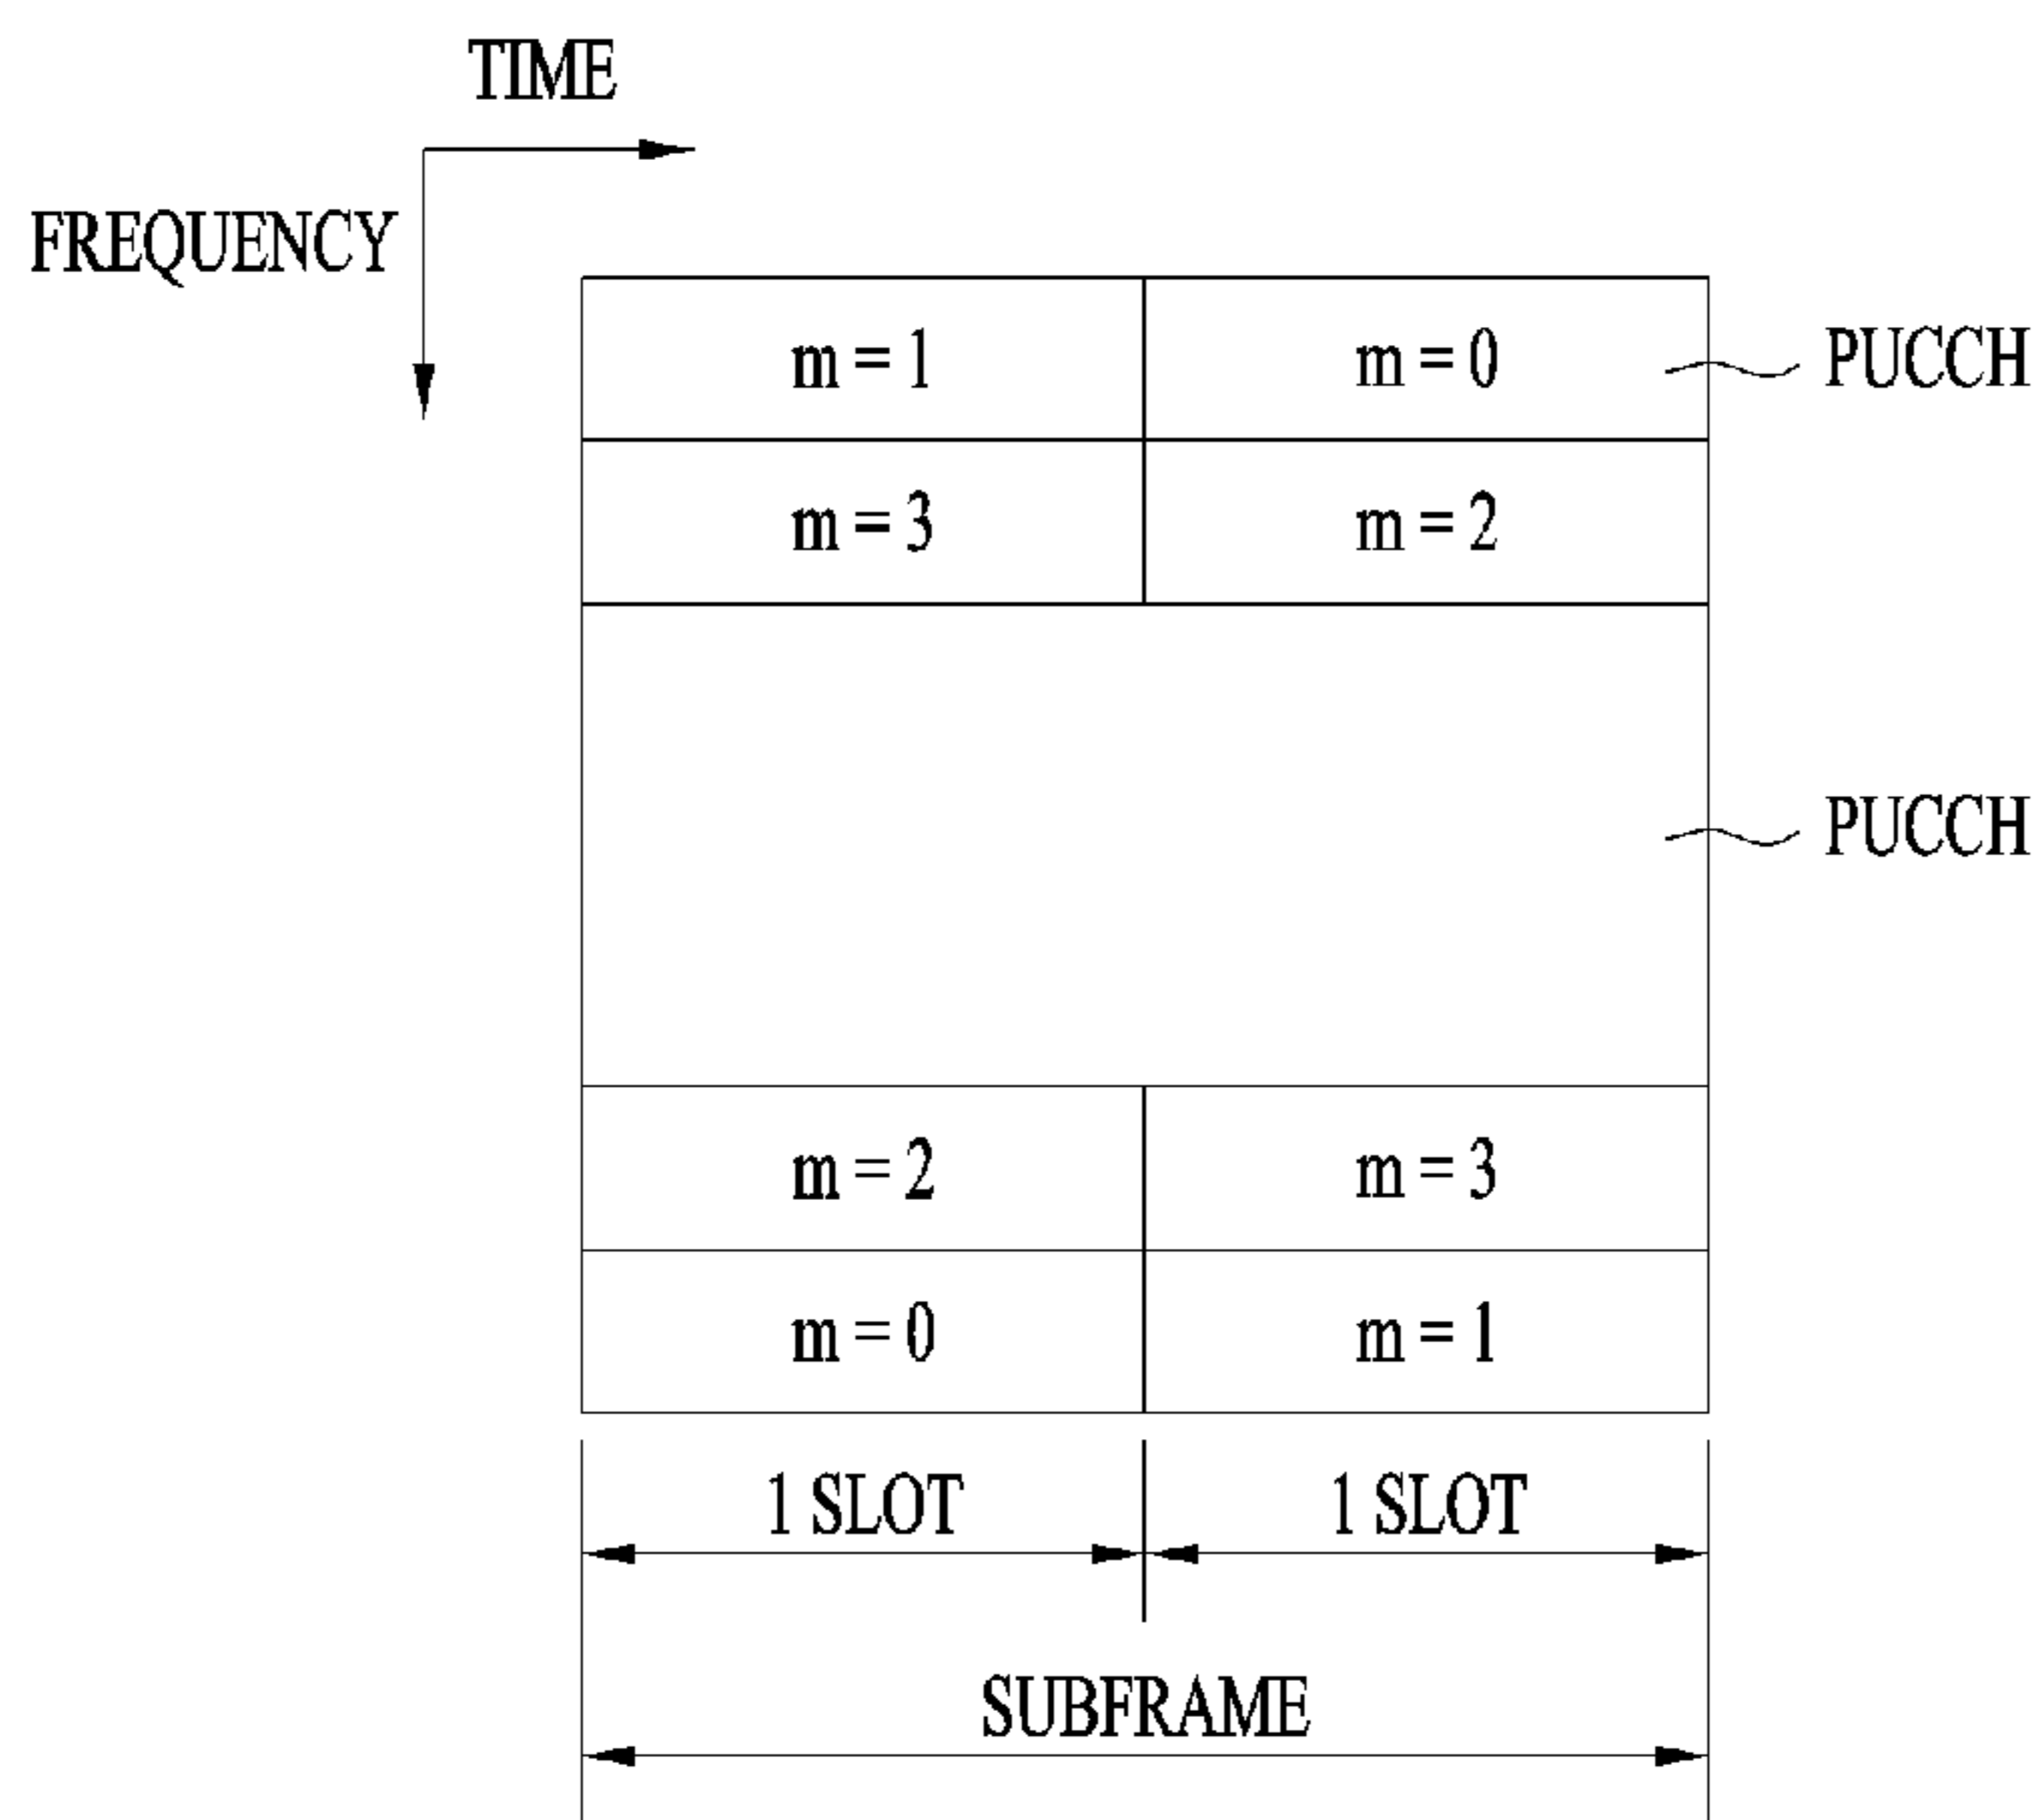 TIME
FREQUENCY
m = 1 m = 0 PUCCH
m = 3 m = 2
PUCCH
m = 2 m = 3
m = 0 m = 1
1 SLOT 1 SLOT
SUBFRAME